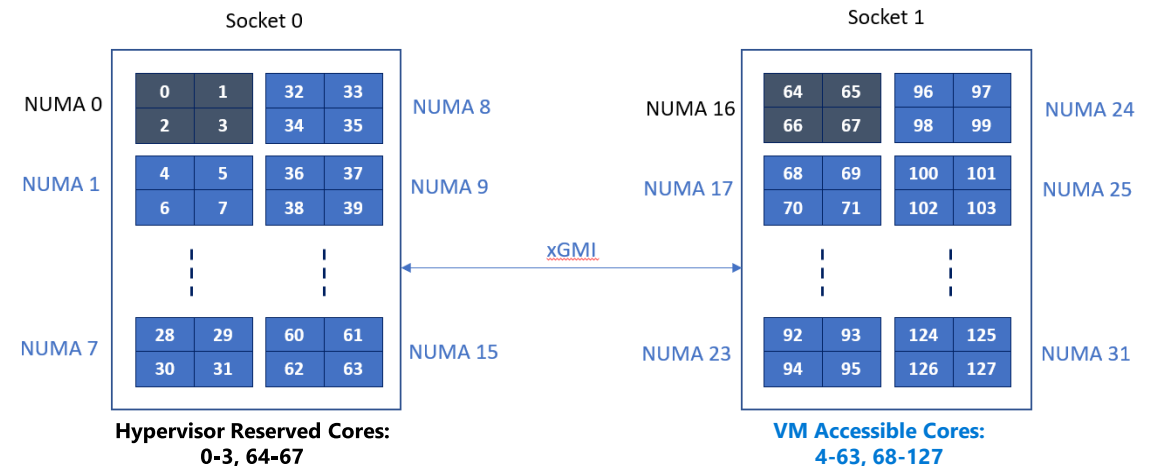 Socket 0
Socket 1
NUMA 0
0 1
2 3
32 33
34 35
NUMA 8
NUMA 16
64 65
66 67
96 97
98 99
NUMA 24
NUMA 1
4 5
6 7
36 37
38 39
NUMA 9
NUMA 17
68 69
70 71
100 101
102 103
NUMA 25
xGMI
NUMA 7
28 29
30 31
60 61
62 63
NUMA 15
NUMA 23
92 93
94 95
124 125
126 127
NUMA 31
Hypervisor Reserved Cores:
0-3, 64-67
VM Accessible Cores:
4-63, 68-127